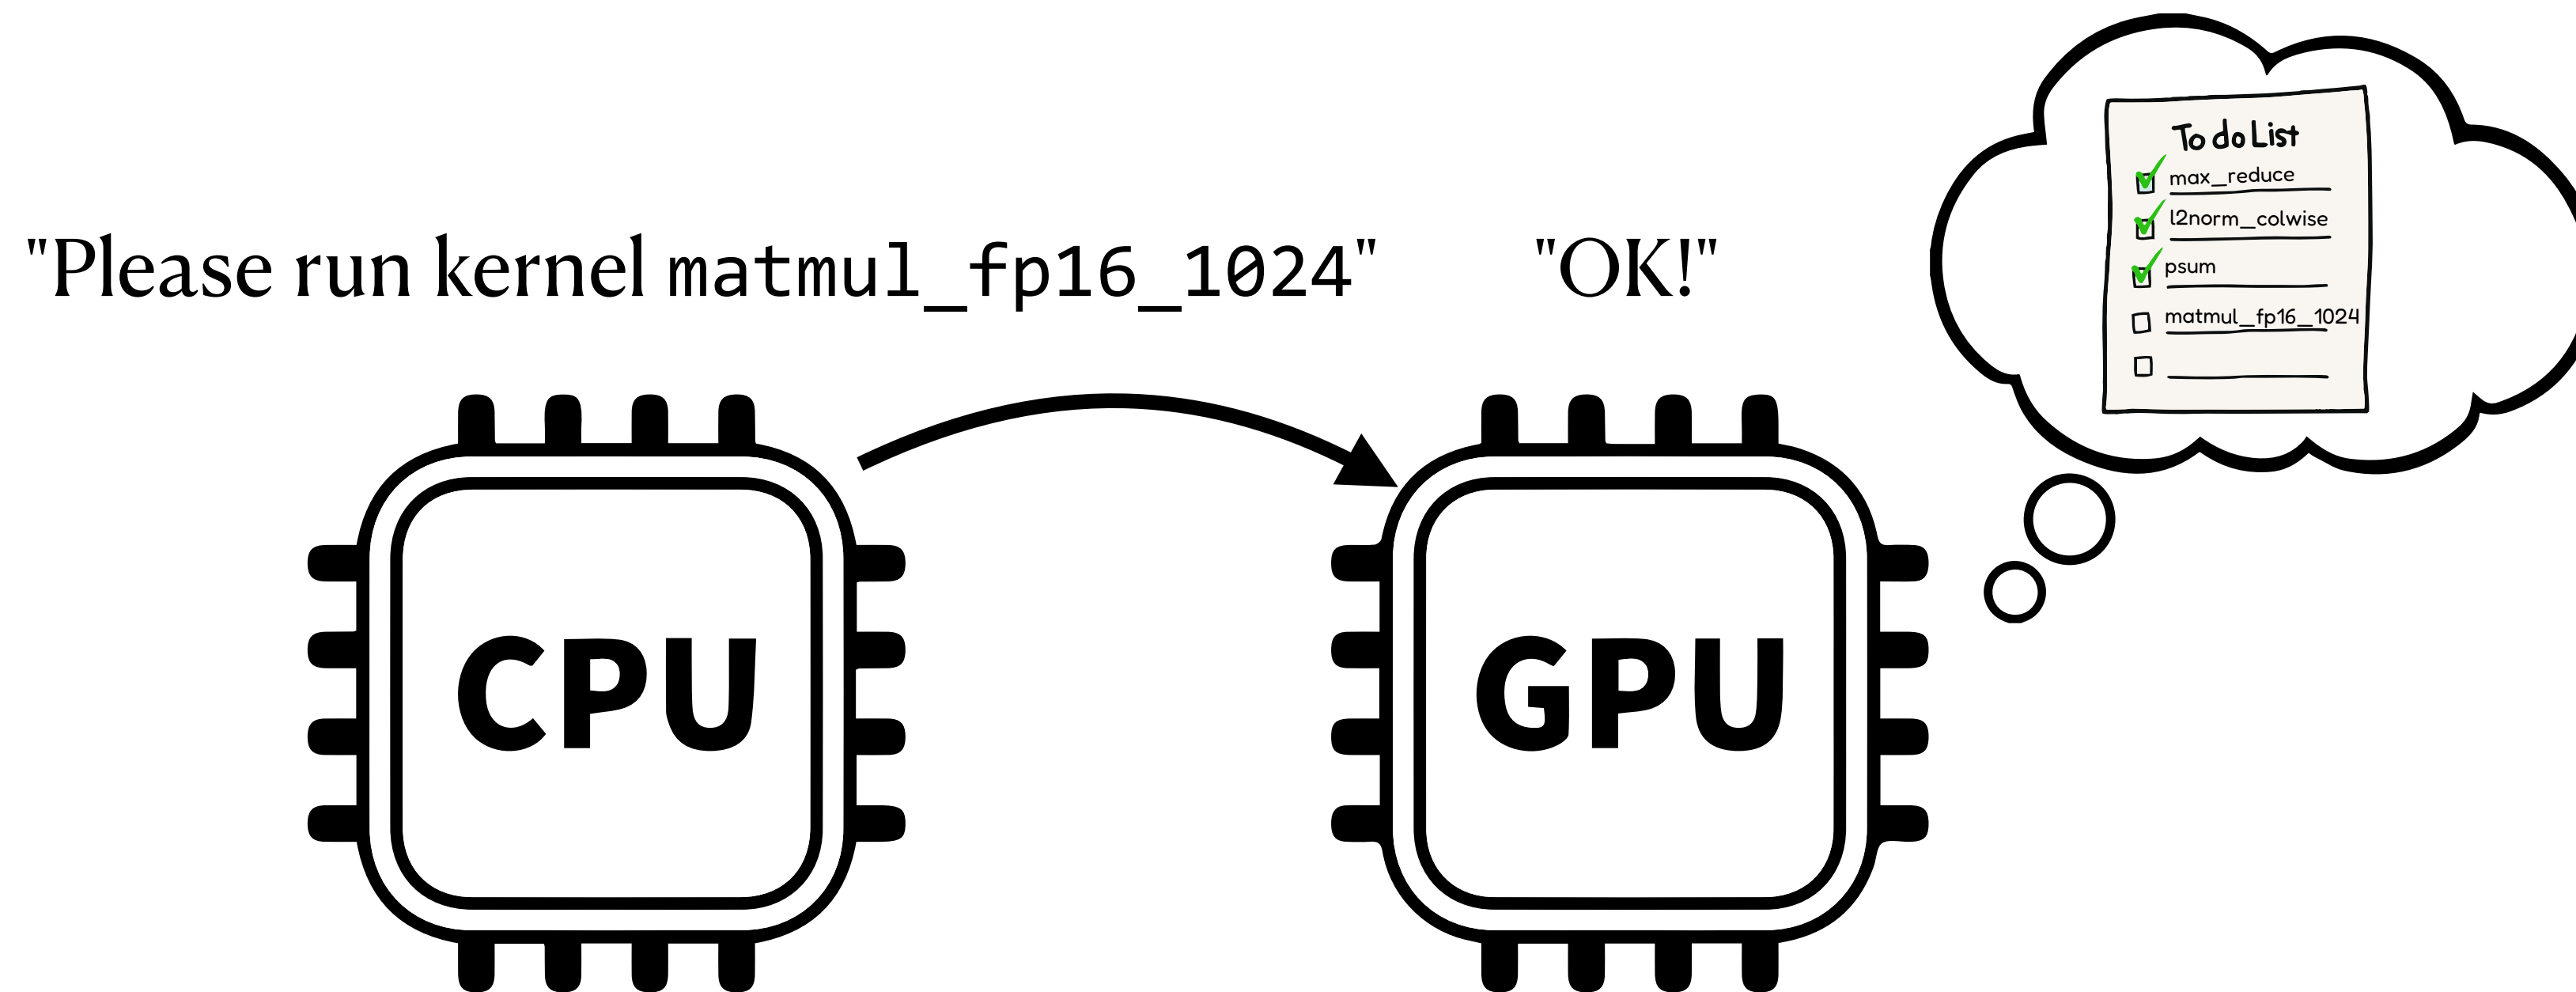 "Please run kernel matmul_fp16_1024"
"OK!"
To do List
max_reduce
l2norm_colwise
psum
matmul_fp16_1024
CPU
GPU